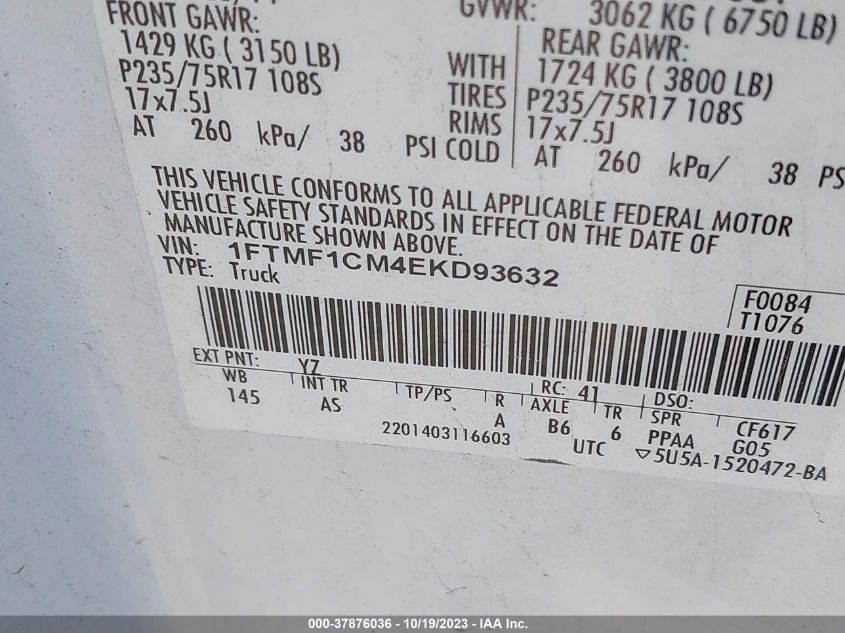 FRONT GAWR:
GVWR: 3062 KG ( 6750 LB)
1429 KG ( 3150 LB)
REAR GAWR:
P235/75R17 108S
WITH 1724 KG ( 3800 LB)
17x7.5J
TIRES P235/75R17 108S
RIMS 17x7.5J
AT 260 kPa/ 38 PSI COLD AT 260 kPa/ 38 PS
THIS VEHICLE CONFORMS TO ALL APPLICABLE FEDERAL MOTOR
VEHICLE SAFETY STANDARDS IN EFFECT ON THE DATE OF
MANUFACTURE SHOWN ABOVE.
VIN: 1FTMF1CM4EKD93632
TYPE: Truck
F0084
T1076
EXT PNT: YZ RC: 41 DSO:
WB INT TR TP/PS R AXLE TR SPR CF617
145 AS A B6 6 PPAA G05
2201403116603 UTC ▽5U5A-1520472-BA
000-37876036 - 10/19/2023 - IAA Inc.